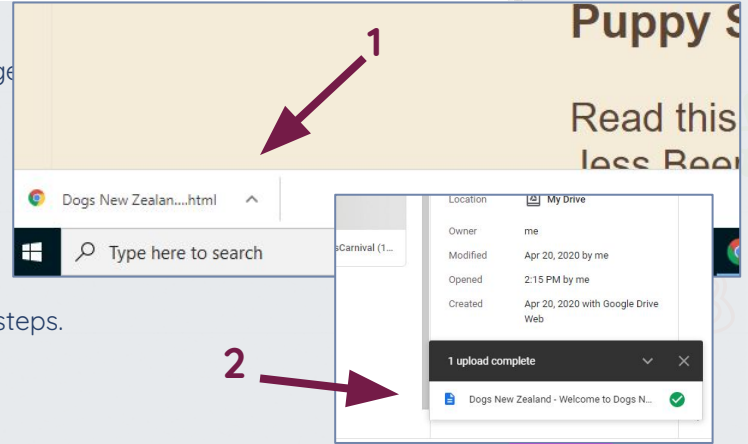 Puppy S
1
ge
Read this
less Beer
Dogs New Zealan....html
Type here to search
Location My Drive
Owner me
sCarnival (1...
Modified Apr 20, 2020 by me
Opened 2:15 PM by me
Created Apr 20, 2020 with Google Drive
Web
steps.
2
1 upload complete
Dogs New Zealand - Welcome to Dogs N...